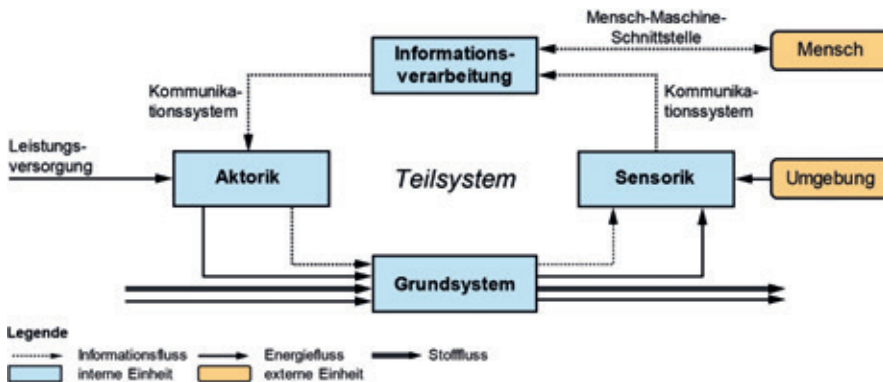 Mensch-Maschine-
Schnittstelle
Informations-
verarbeitung
Mensch
Kommunika-
tionssystem
Kommunika-
tionssystem
Leistungs-
versorgung
Aktorik
Teilsystem
Sensorik
Umgebung
Grundsystem
Legende
Informationsfluss
Energiefluss
Stofffluss
interne Einheit
externe Einheit